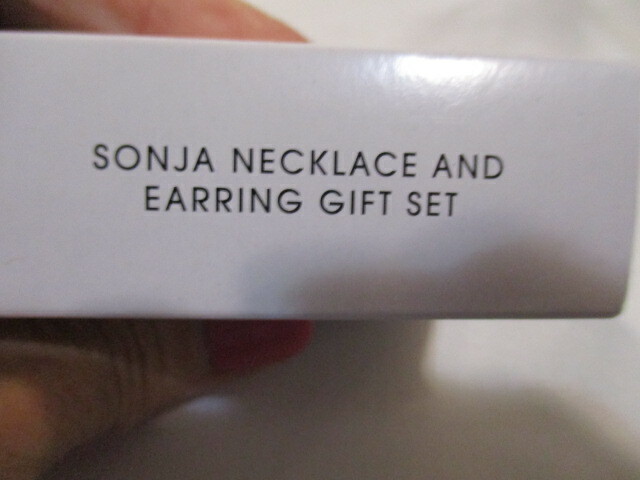 SONJA NECKLACE AND
EARRING GIFT SET